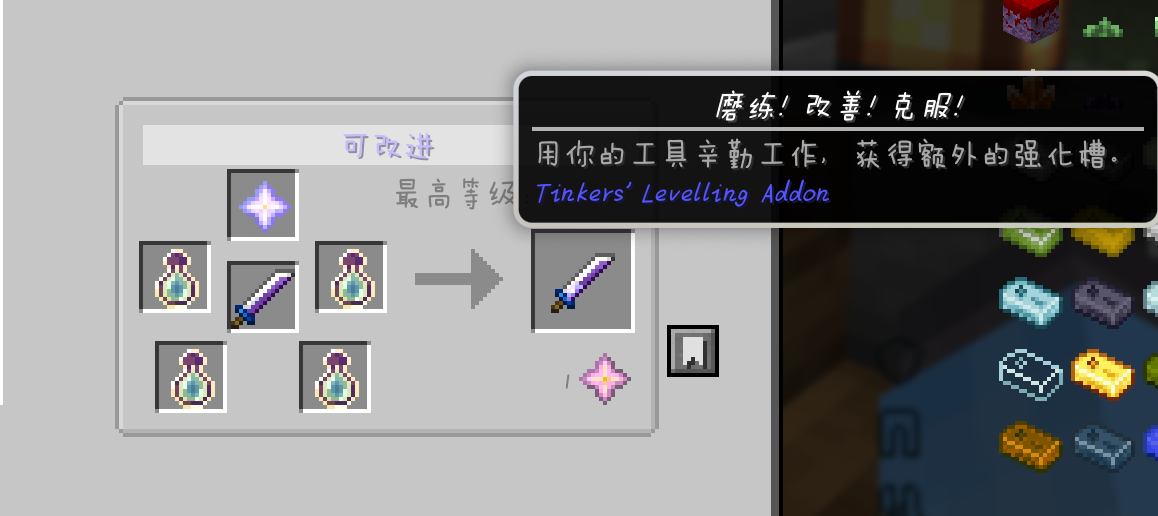 磨练! 改善! 克服!
可改进
用你的工具辛勤工作, 获得额外的强化槽。
最高等级
Tinkers' Levelling Addon
1